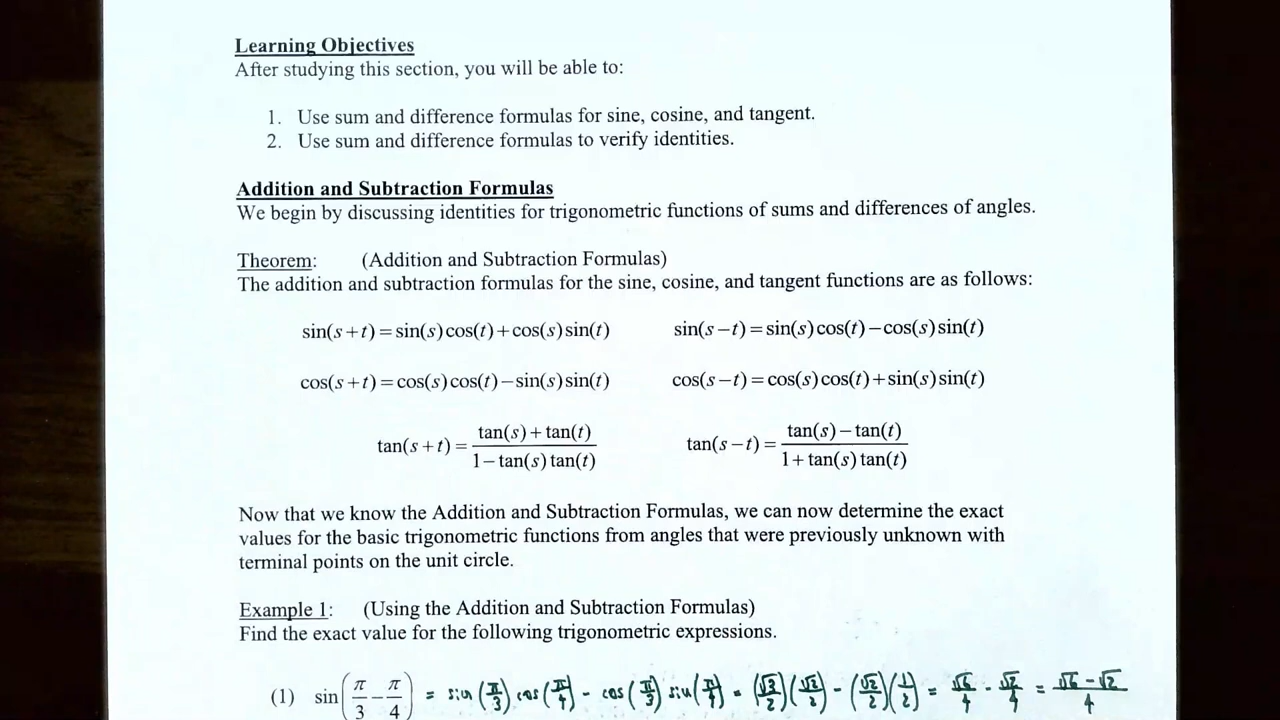 Learning Objectives
After studying this section, you will be able to:
1. Use sum and difference formulas for sine, cosine, and tangent.
2. Use sum and difference formulas to verify identities.
Addition and Subtraction Formulas
We begin by discussing identities for trigonometric functions of sums and differences of angles.
Theorem: (Addition and Subtraction Formulas)
The addition and subtraction formulas for the sine, cosine, and tangent functions are as follows:
sin(s+t)=sin(s)cos(t)+cos(s)sin(t) sin(s−t)=sin(s)cos(t)−cos(s)sin(t)
cos(s+t)=cos(s)cos(t)−sin(s)sin(t) cos(s−t)=cos(s)cos(t)+sin(s)sin(t)
tan(s+t)=(tan(s)+tan(t))/(1−tan(s)tan(t)) tan(s−t)=(tan(s)−tan(t))/(1+tan(s)tan(t))
Now that we know the Addition and Subtraction Formulas, we can now determine the exact
values for the basic trigonometric functions from angles that were previously unknown with
terminal points on the unit circle.
Example 1: (Using the Addition and Subtraction Formulas)
Find the exact value for the following trigonometric expressions.
(1) sin(π/3−π/4) = sin(π/3)cos(π/4) − cos(π/3)sin(π/4) = (√3/2)(√2/2) − (√2/2)(1/2) = √6/4 − √2/4 = (√6−√2)/4